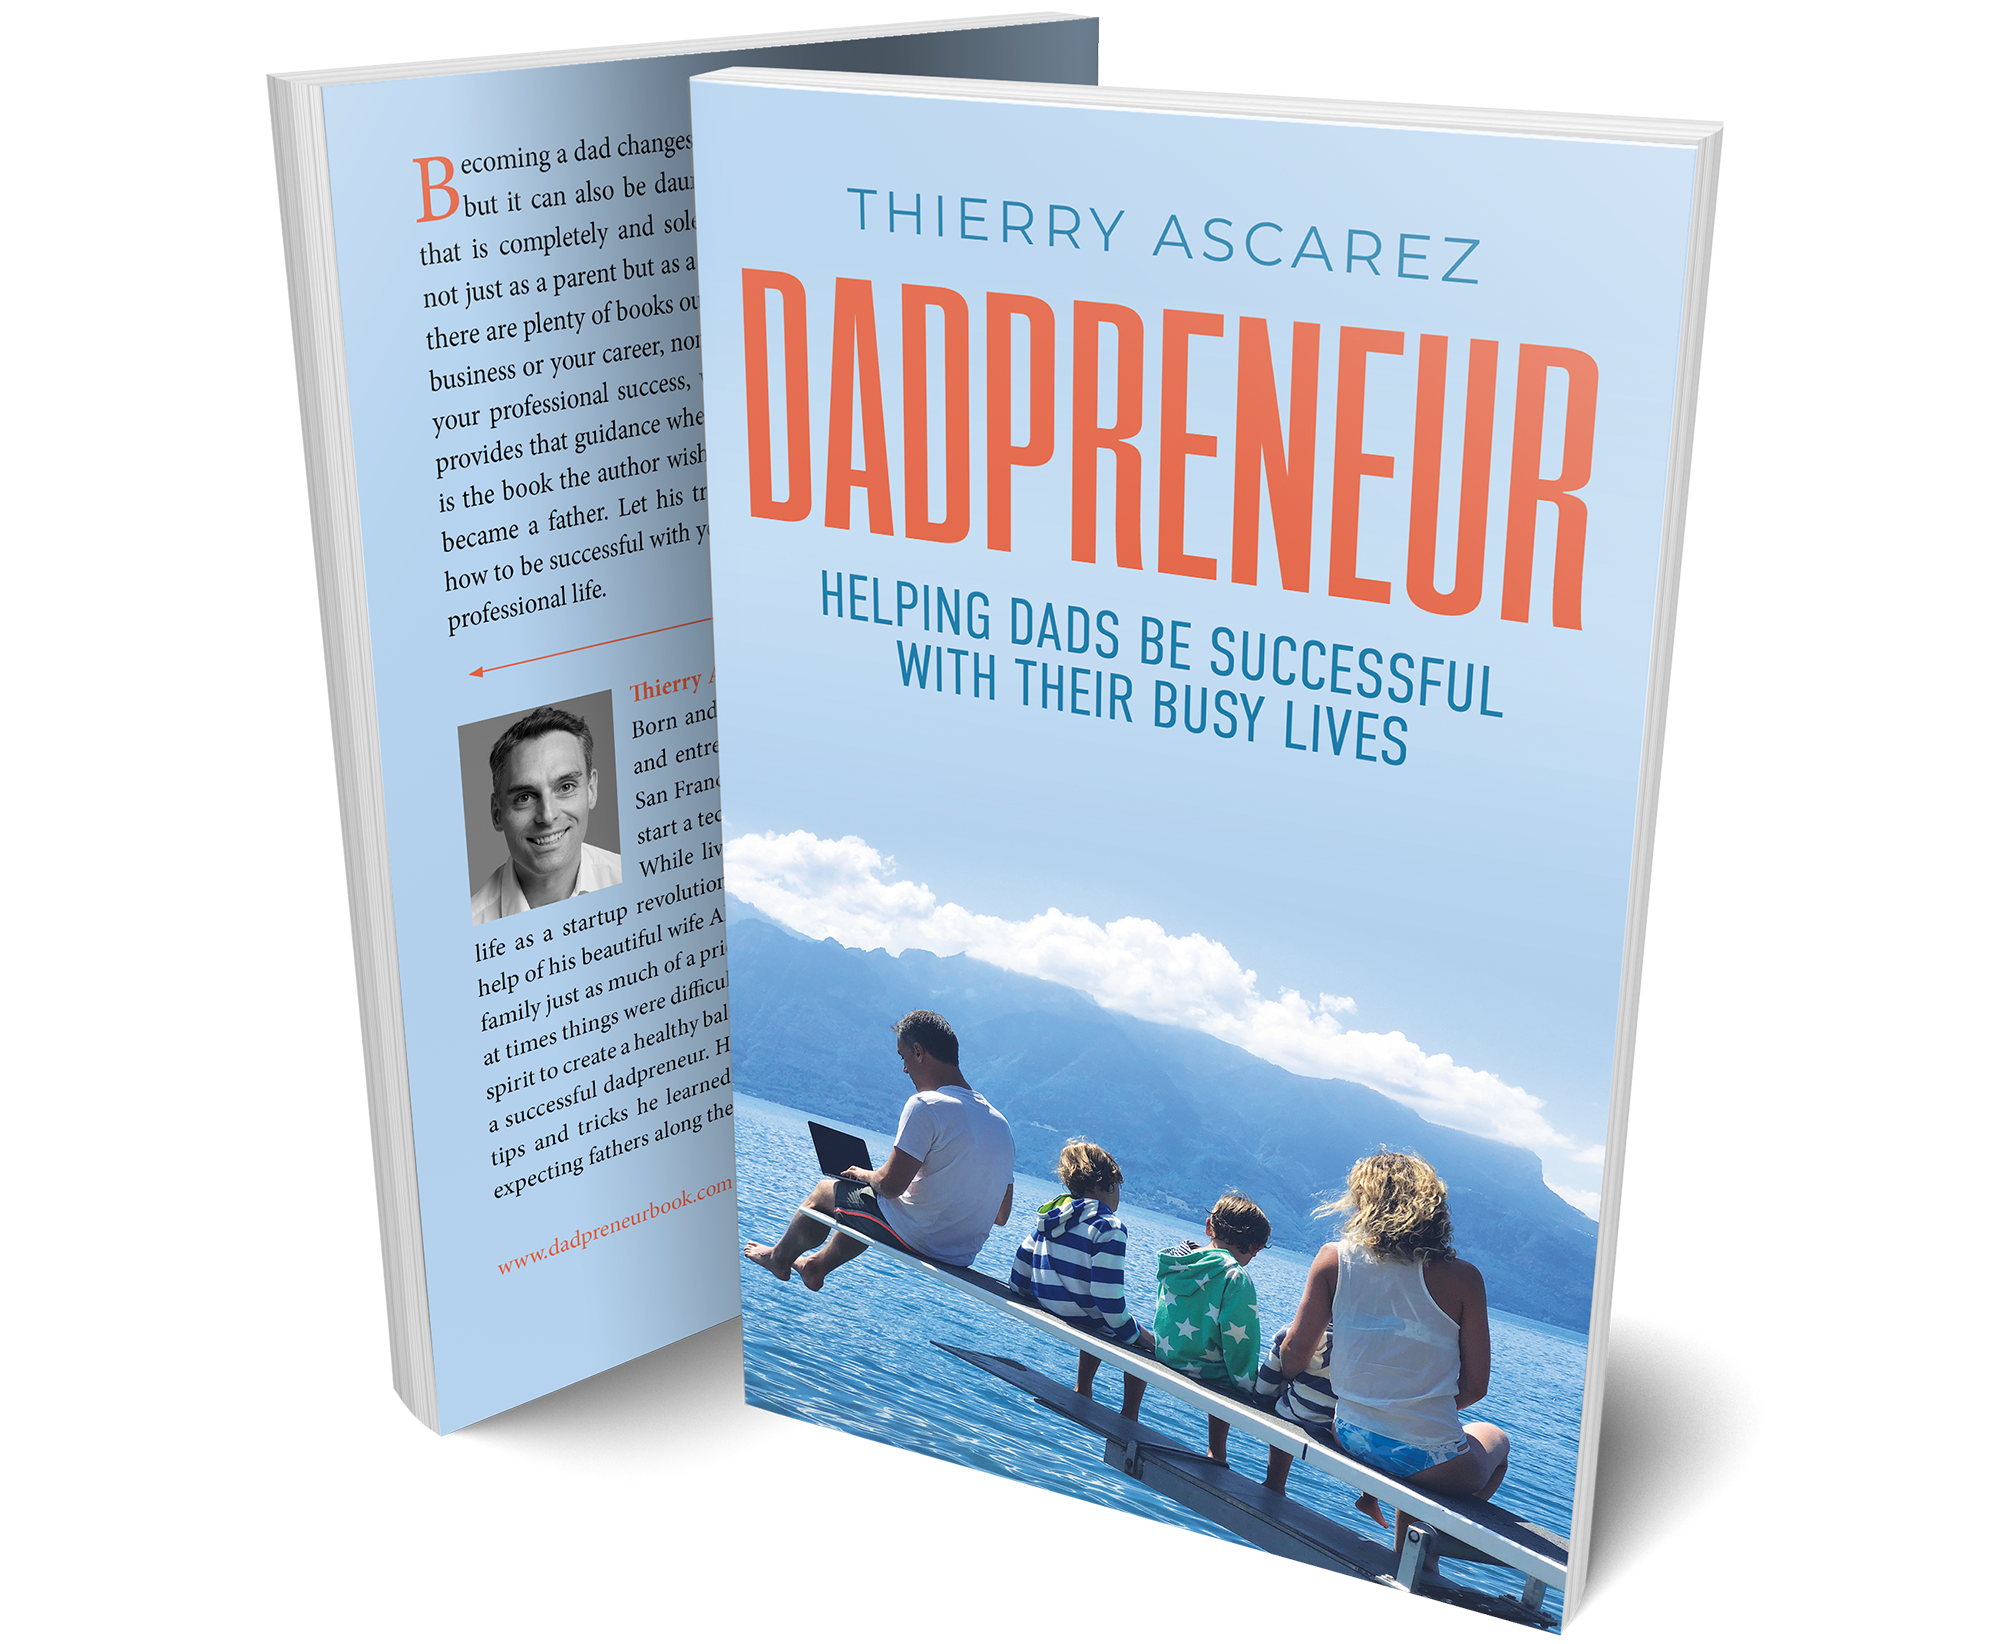 Becoming a dad changes
but it can also be
that is completely and
not just as a parent but as a
there are plenty of books
business or your career,
your professional success,
provides that guidance
is the book the author
became a father. Let his
how to be successful with
professional life.
Thierry
Born and
and
San
start a
While
life as a startup
help of his beautiful wife
family just as much of a
at times things were
spirit to create a healthy
a successful dadpreneur.
tips and tricks he learned
expecting fathers along the
www.dadpreneurbook.com
THIERRY ASCAREZ
DADPRENEUR
HELPING DADS BE SUCCESSFUL
WITH THEIR BUSY LIVES